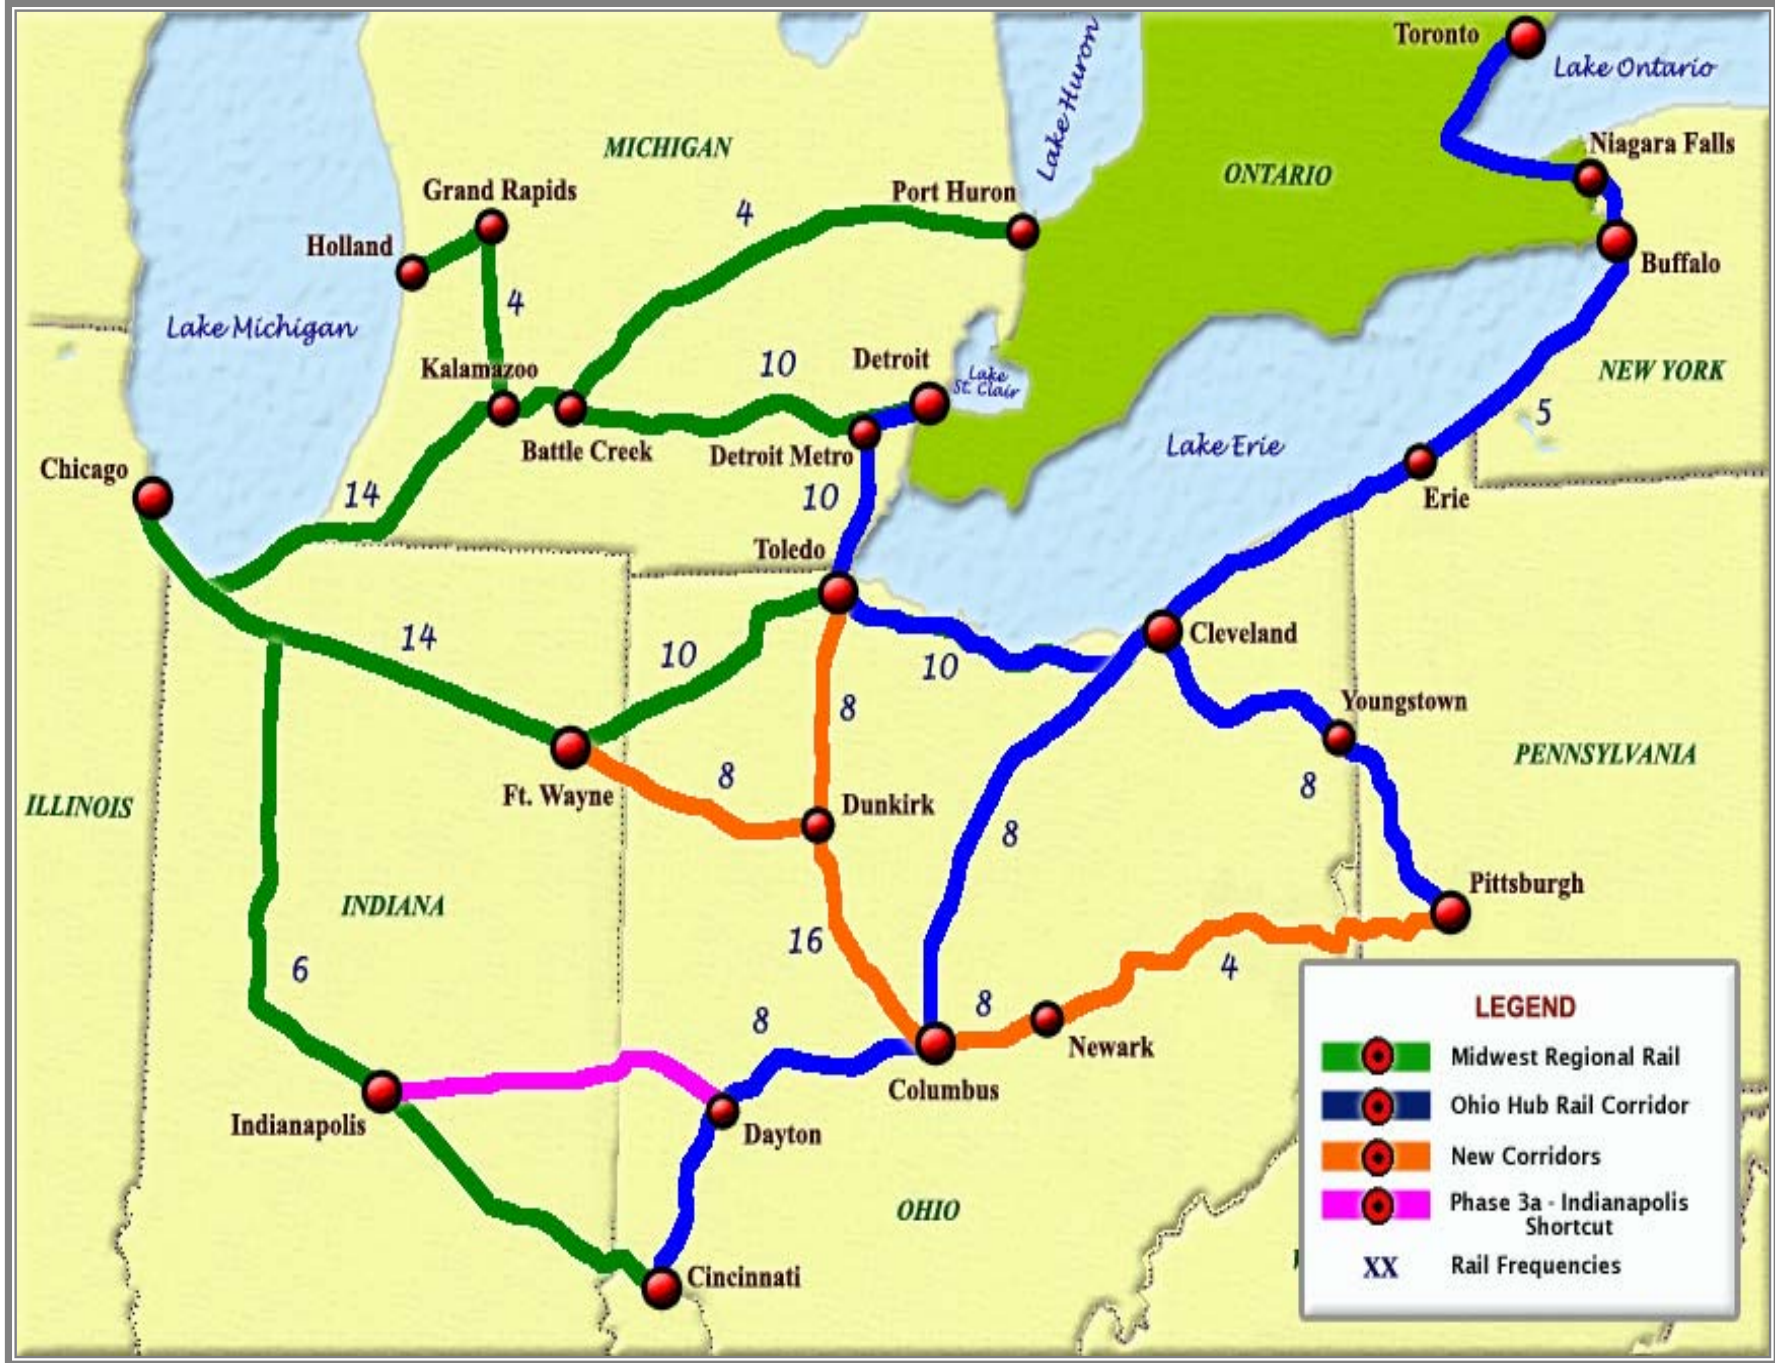 Toronto
Lake Ontario
Niagara Falls
MICHIGAN
Lake Huron
ONTARIO
Grand Rapids
Port Huron
4
Holland
Buffalo
4
Lake Michigan
Kalamazoo
10
Detroit
Lake
St. Clair
NEW YORK
5
Battle Creek
Detroit Metro
Lake Erie
Chicago
14
10
Erie
Toledo
14
10
10
Cleveland
8
Youngstown
8
PENNSYLVANIA
8
Ft. Wayne
Dunkirk
ILLINOIS
8
Pittsburgh
INDIANA
16
6
4
8
8
Newark
Columbus
Indianapolis
Dayton
OHIO
Cincinnati
LEGEND
Midwest Regional Rail
Ohio Hub Rail Corridor
New Corridors
Phase 3a - Indianapolis
Shortcut
XX Rail Frequencies